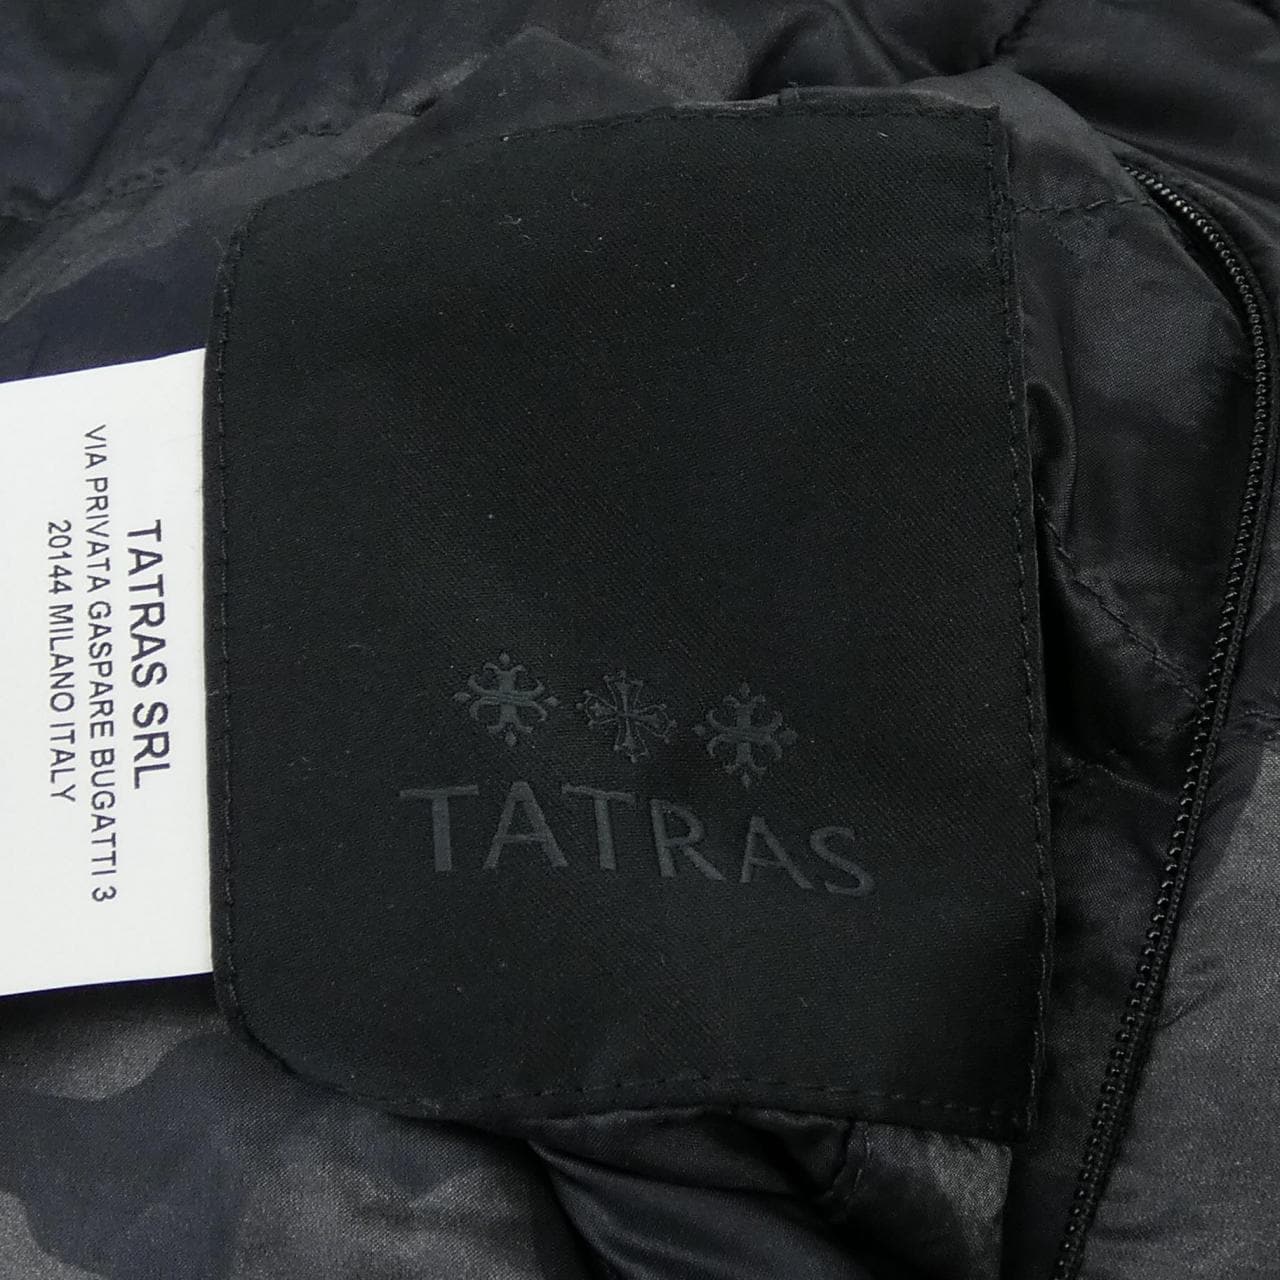 TATRAS
TATRAS SRL
VIA PRIVATA GASPARE BUGATTI 3
20144 MILANO ITALY